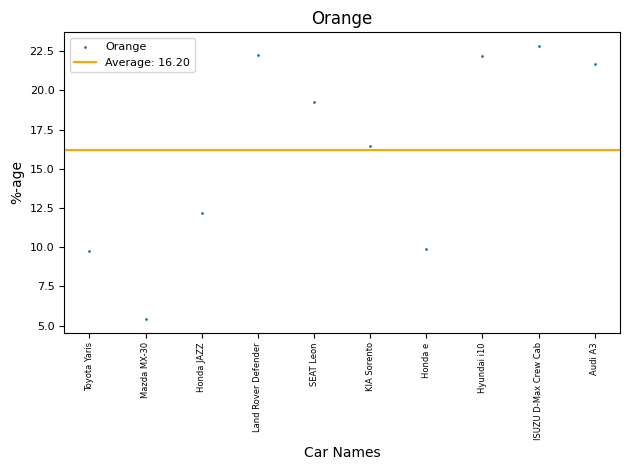 Orange
Orange
Average: 16.20
%-age
22.5
20.0
17.5
15.0
12.5
10.0
7.5
5.0
Toyota Yaris
Mazda MX-30
Honda JAZZ
Land Rover Defender
SEAT Leon
KIA Sorento
Honda e
Hyundai i10
ISUZU D-Max Crew Cab
Audi A3
Car Names